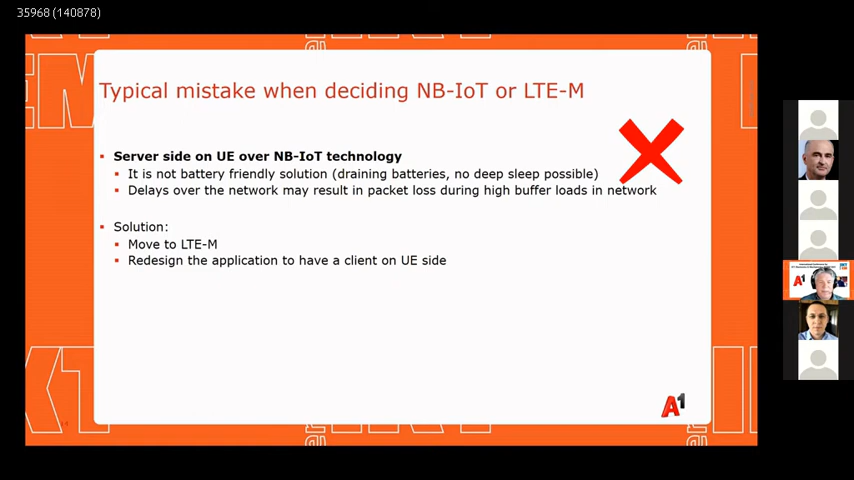 35968 (140878)
Typical mistake when deciding NB-IoT or LTE-M
Server side on UE over NB-IoT technology
It is not battery friendly solution (draining batteries, no deep sleep possible)
Delays over the network may result in packet loss during high buffer loads in network
Solution:
Move to LTE-M
Redesign the application to have a client on UE side
A1
A1